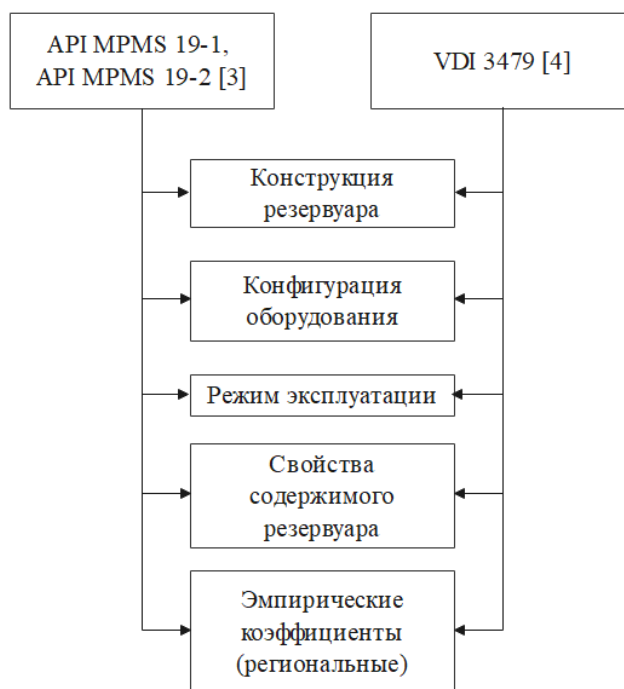 API MPMS 19-1,
API MPMS 19-2 [3]
VDI 3479 [4]
Конструкция
резервуара
Конфигурация
оборудования
Режим эксплуатации
Свойства
содержимого
резервуара
Эмпирические
коэффициенты
(региональные)